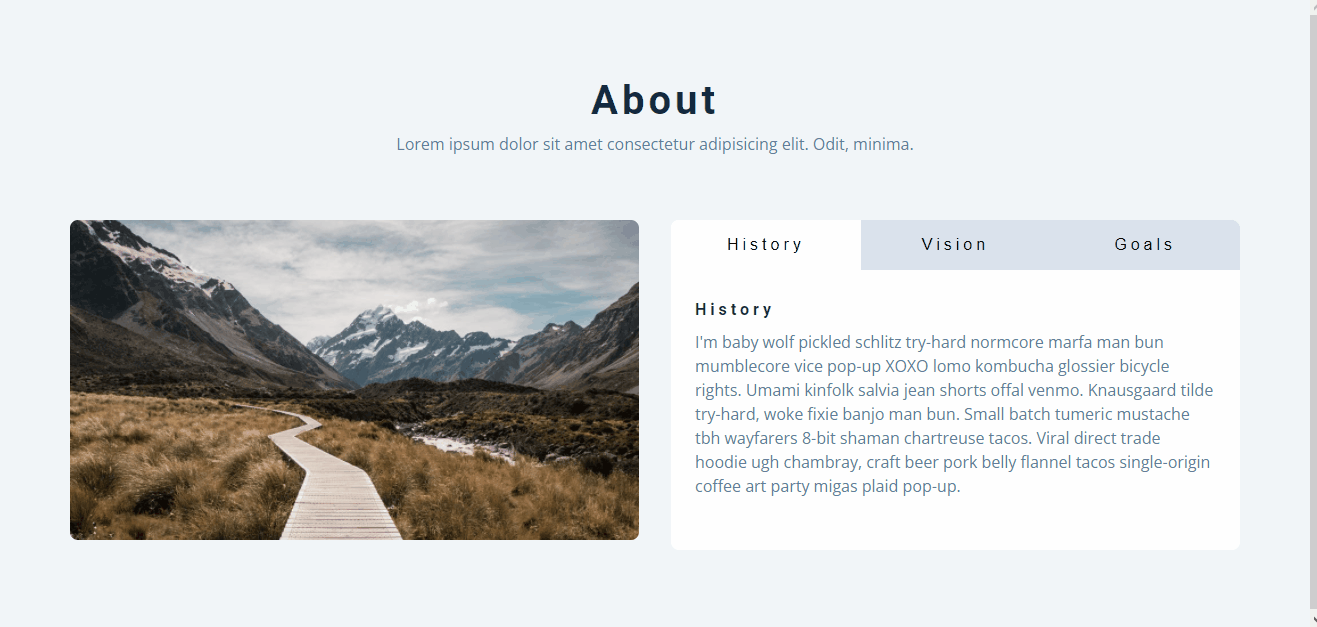 About
Lorem ipsum dolor sit amet consectetur adipisicing elit. Odit, minima.
History
Vision
Goals
History
I'm baby wolf pickled schlitz try-hard normcore marfa man bun
mumblecore vice pop-up XOXO lomo kombucha glossier bicycle
rights. Umami kinfolk salvia jean shorts offal venmo. Knausgaard tilde
try-hard, woke fixie banjo man bun. Small batch tumeric mustache
tbh wayfarers 8-bit shaman chartreuse tacos. Viral direct trade
hoodie ugh chambray, craft beer pork belly flannel tacos single-origin
coffee art party migas plaid pop-up.